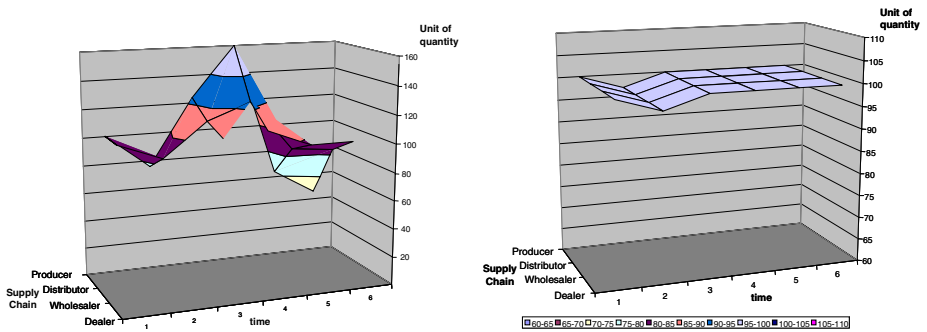 Unit of
quantity
160
140
120
100
80
60
40
20
Producer
Distributor
Wholesaler
Dealer
Supply
Chain
1
2
3
4
5
6
time
Unit of
quantity
110
105
100
95
90
85
80
75
70
65
60
Producer
Distributor
Wholesaler
Dealer
Supply
Chain
1
2
3
4
5
6
time
60-65 65-70 70-75 75-80 80-85 85-90 90-95 95-100 100-105 105-110